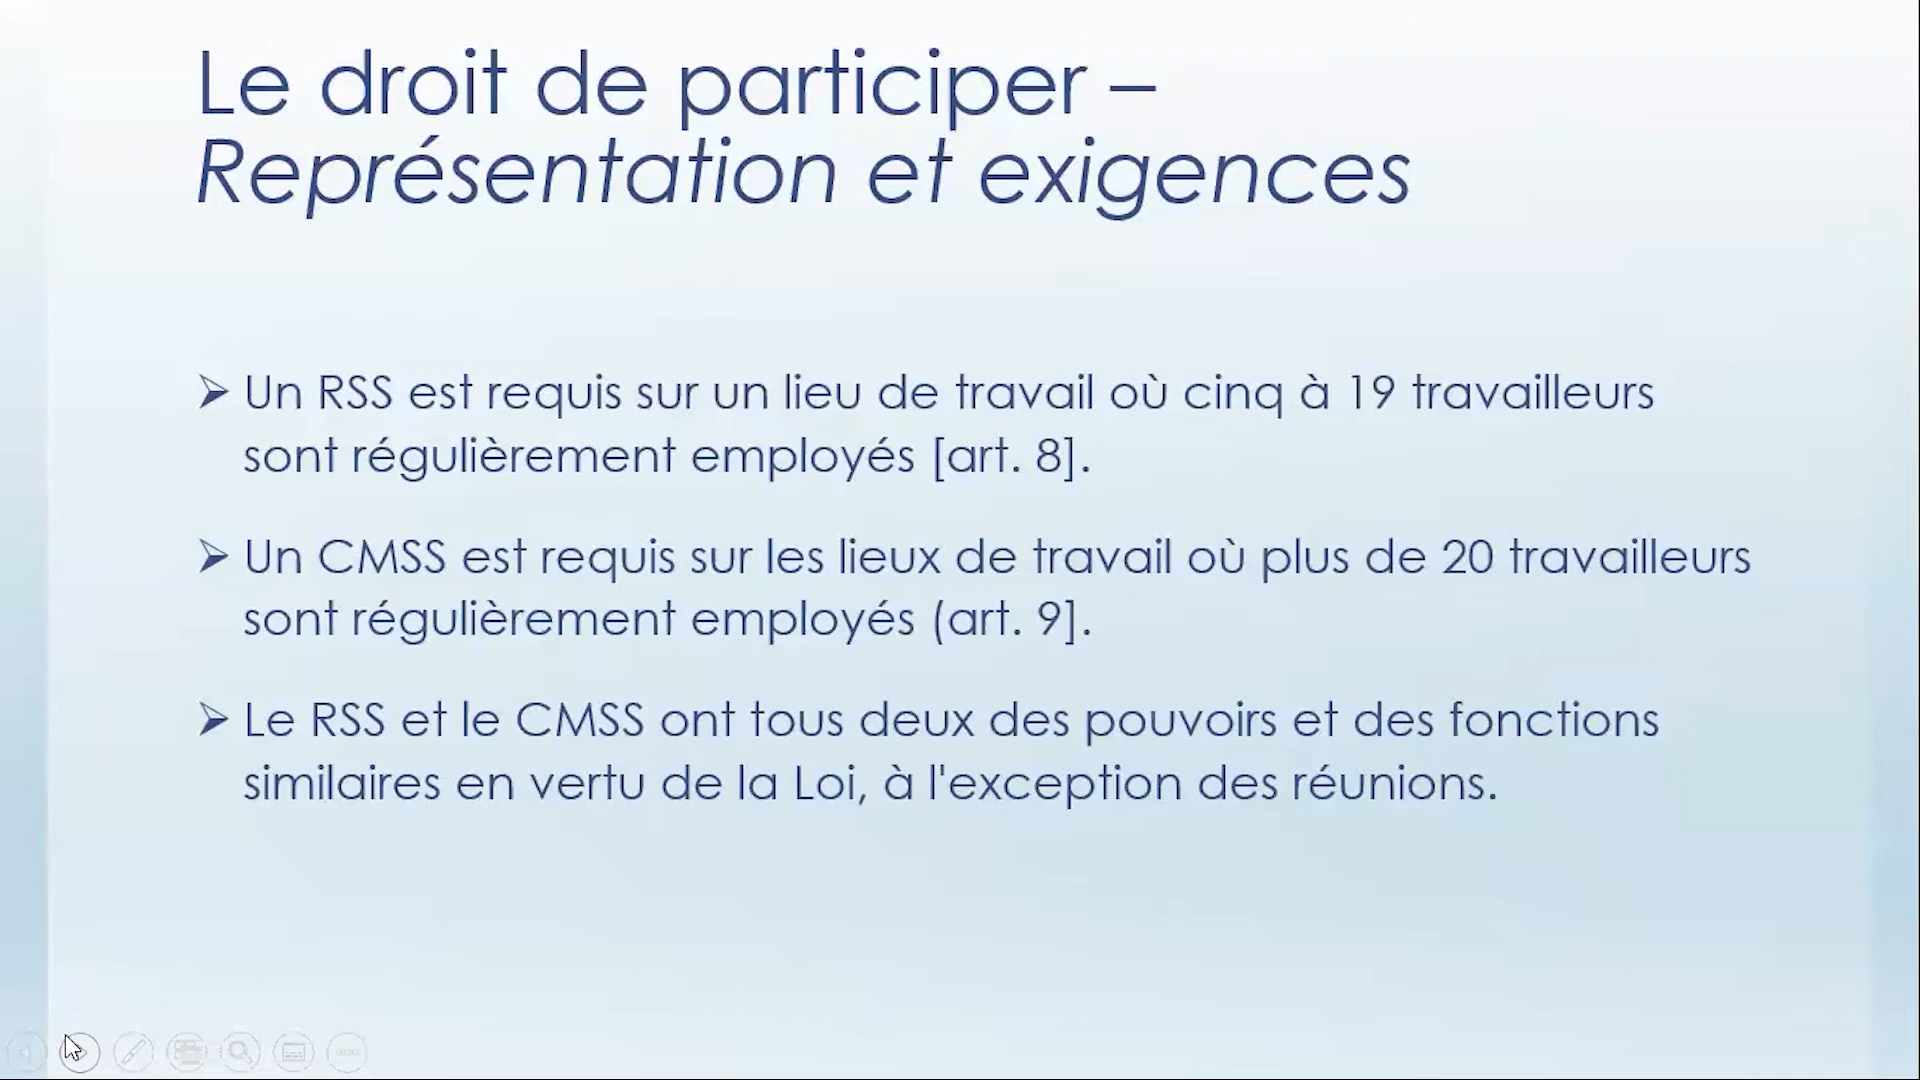 Le droit de participer –
Représentation et exigences
Un RSS est requis sur un lieu de travail où cinq à 19 travailleurs
sont régulièrement employés [art. 8].
Un CMSS est requis sur les lieux de travail où plus de 20 travailleurs
sont régulièrement employés (art. 9].
Le RSS et le CMSS ont tous deux des pouvoirs et des fonctions
similaires en vertu de la Loi, à l'exception des réunions.